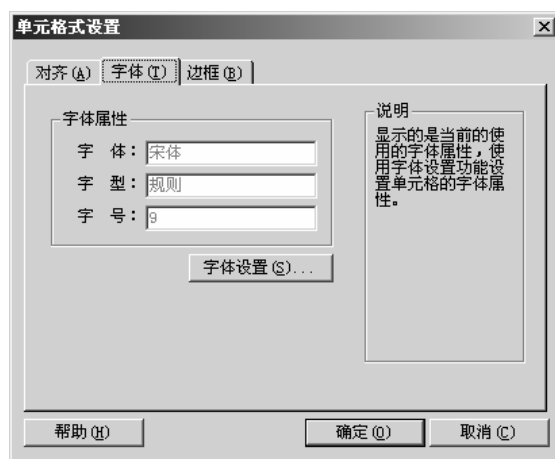 单元格式设置
对齐(A) 字体(T) 边框(B)
字体属性
字 体：宋体
字 型：规则
字 号：9
字体设置(S)...
说明
显示的是当前的使
用的字体属性，使
用字体设置功能设
置单元格的字体属
性。
帮助(H) 确定(O) 取消(C)